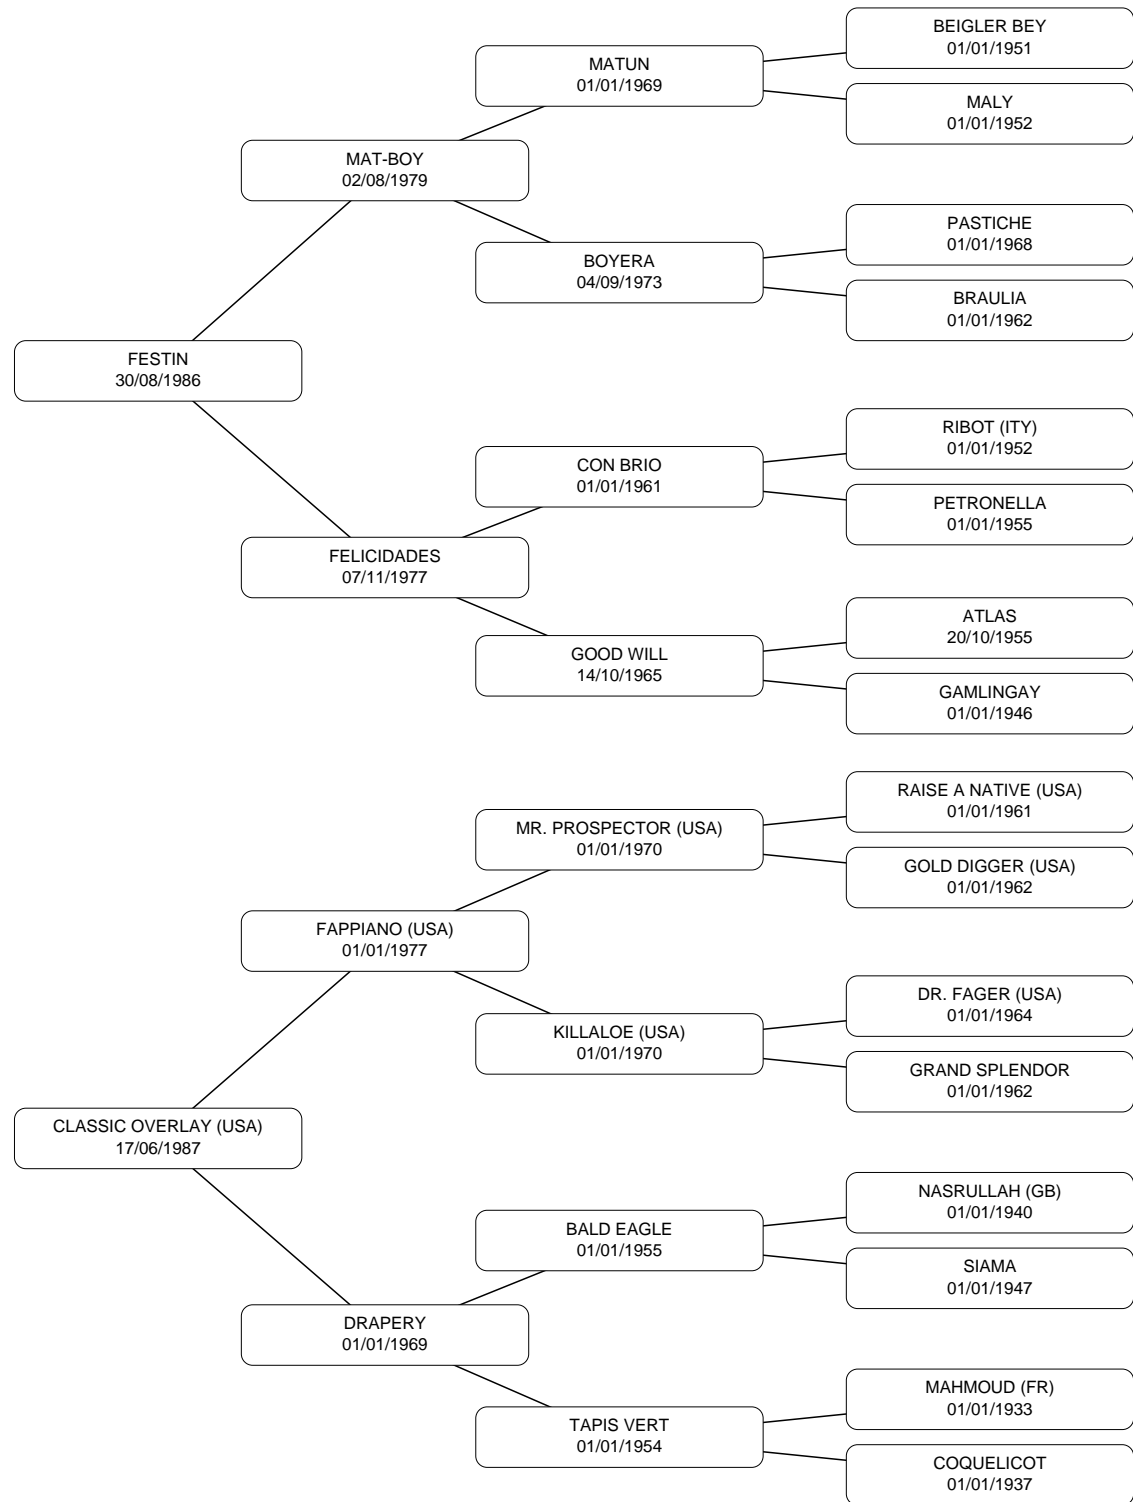 BEIGLER BEY
01/01/1951
MATUN
01/01/1969
MALY
01/01/1952
MAT-BOY
02/08/1979
PASTICHE
01/01/1968
BOYERA
04/09/1973
BRAULIA
01/01/1962
FESTIN
30/08/1986
RIBOT (ITY)
01/01/1952
CON BRIO
01/01/1961
PETRONELLA
01/01/1955
FELICIDADES
07/11/1977
ATLAS
20/10/1955
GOOD WILL
14/10/1965
GAMLINGAY
01/01/1946
RAISE A NATIVE (USA)
01/01/1961
MR. PROSPECTOR (USA)
01/01/1970
GOLD DIGGER (USA)
01/01/1962
FAPPIANO (USA)
01/01/1977
DR. FAGER (USA)
01/01/1964
KILLALOE (USA)
01/01/1970
GRAND SPLENDOR
01/01/1962
CLASSIC OVERLAY (USA)
17/06/1987
NASRULLAH (GB)
01/01/1940
BALD EAGLE
01/01/1955
SIAMA
01/01/1947
DRAPERY
01/01/1969
MAHMOUD (FR)
01/01/1933
TAPIS VERT
01/01/1954
COQUELICOT
01/01/1937